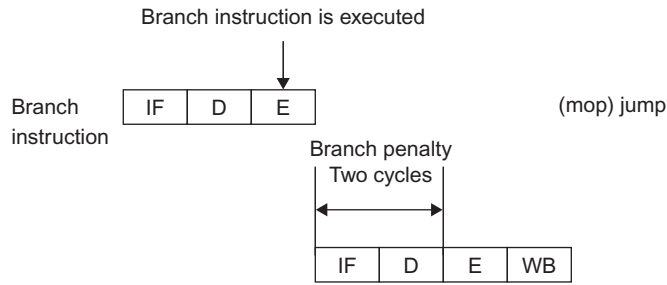 Branch instruction is executed
Branch
instruction
IF D E
(mop) jump
Branch penalty
Two cycles
IF D E WB